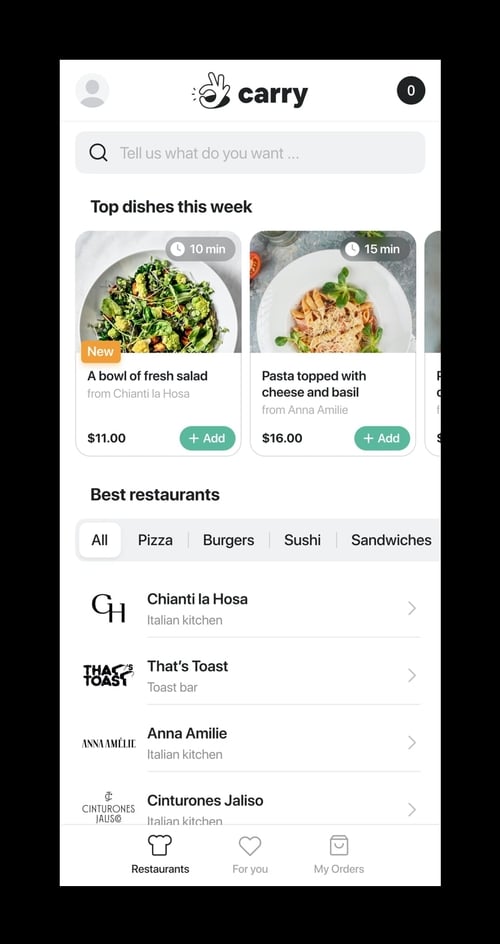 carry
0
Tell us what do you want ...
Top dishes this week
10 min
New
A bowl of fresh salad
from Chianti la Hosa
$11.00
+ Add
15 min
Pasta topped with
cheese and basil
from Anna Amilie
$16.00
+ Add
Best restaurants
All
Pizza
Burgers
Sushi
Sandwiches
GH
Chianti la Hosa
Italian kitchen
THAT'S
TOAST
That's Toast
Toast bar
ANNA AMÉLIE
Anna Amilie
Italian kitchen
CINTURONES
JALISO
Cinturones Jaliso
Italian kitchen
Restaurants
For you
My Orders